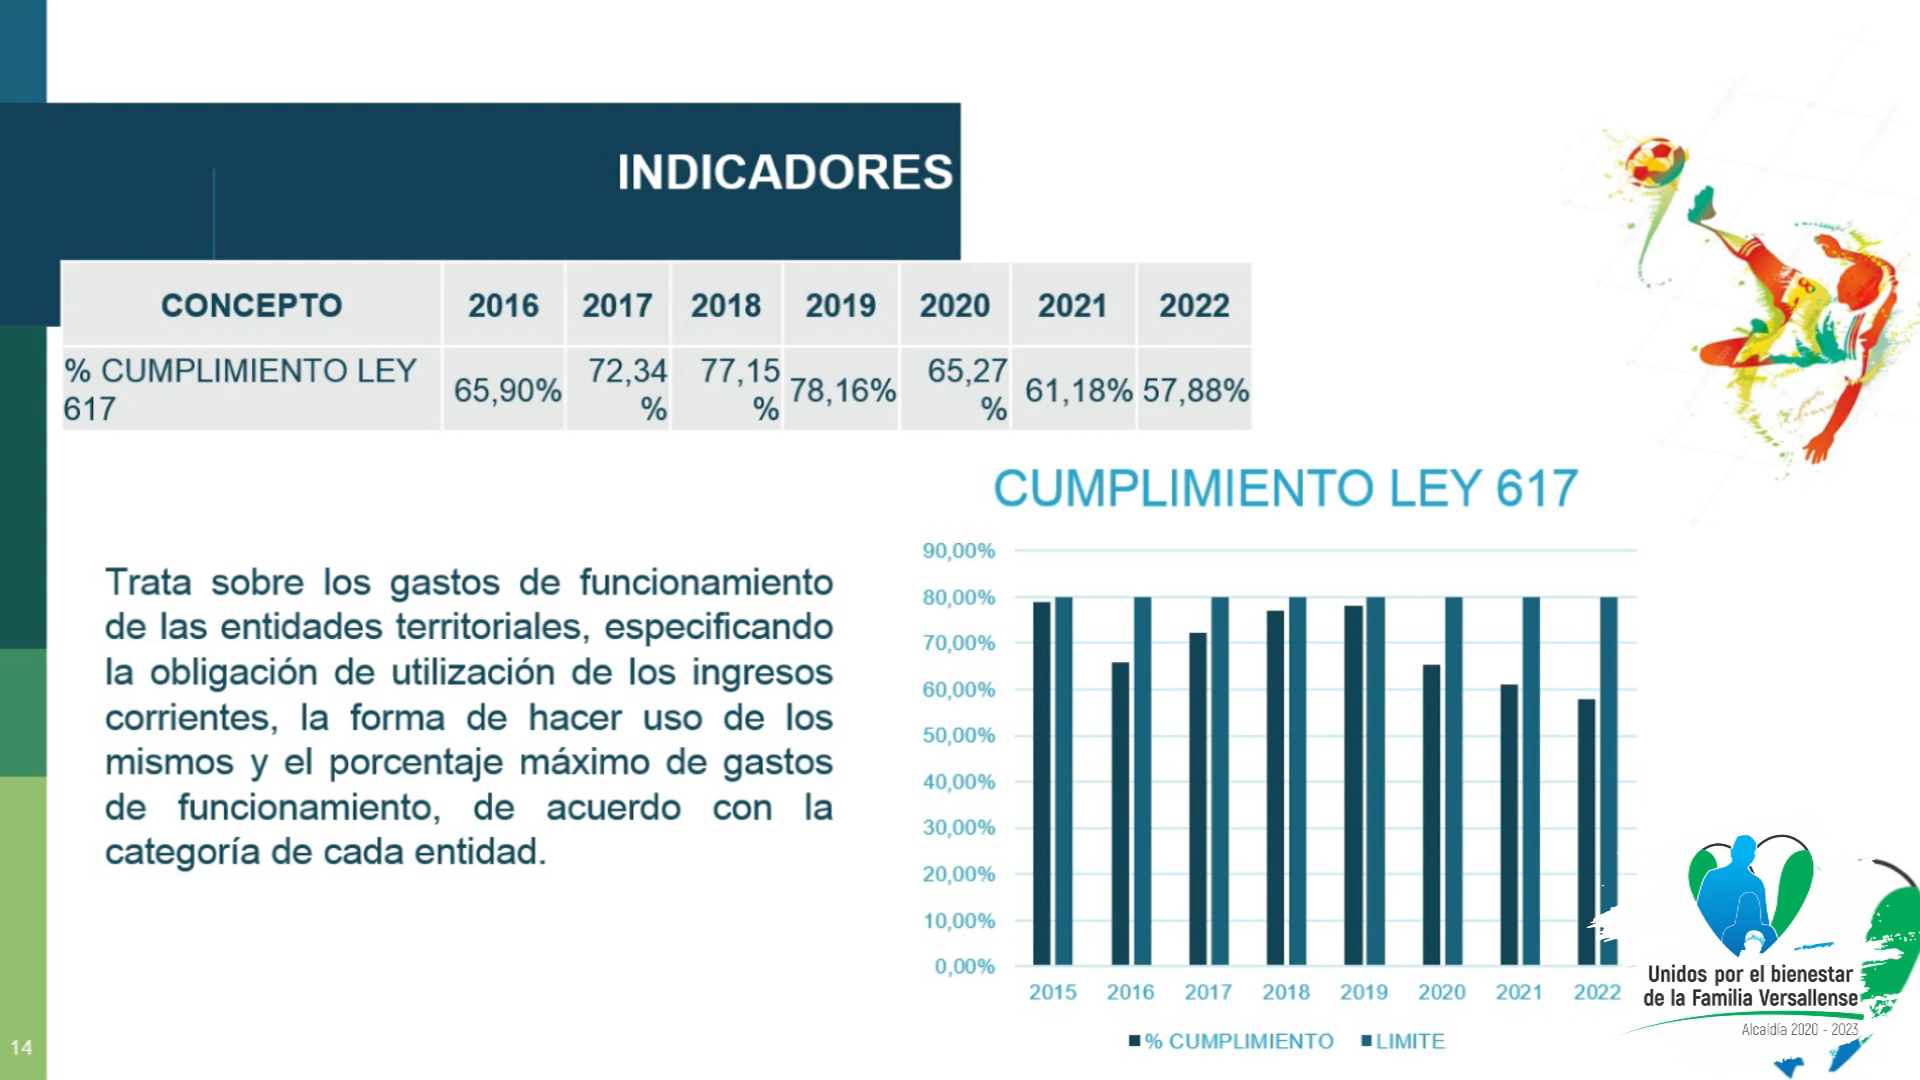 INDICADORES
CONCEPTO 2016 2017 2018 2019 2020 2021 2022
% CUMPLIMIENTO LEY 617 65,90% 72,34% 77,15% 78,16% 65,27% 61,18% 57,88%
Trata sobre los gastos de funcionamiento
de las entidades territoriales, especificando
la obligación de utilización de los ingresos
corrientes, la forma de hacer uso de los
mismos y el porcentaje máximo de gastos
de funcionamiento, de acuerdo con la
categoría de cada entidad.
CUMPLIMIENTO LEY 617
90,00%
80,00%
70,00%
60,00%
50,00%
40,00%
30,00%
20,00%
10,00%
0,00%
2015 2016 2017 2018 2019 2020 2021 2022
% CUMPLIMIENTO LIMITE
Unidos por el bienestar
de la Familia Versallense
Alcaldía 2020 - 2023
14